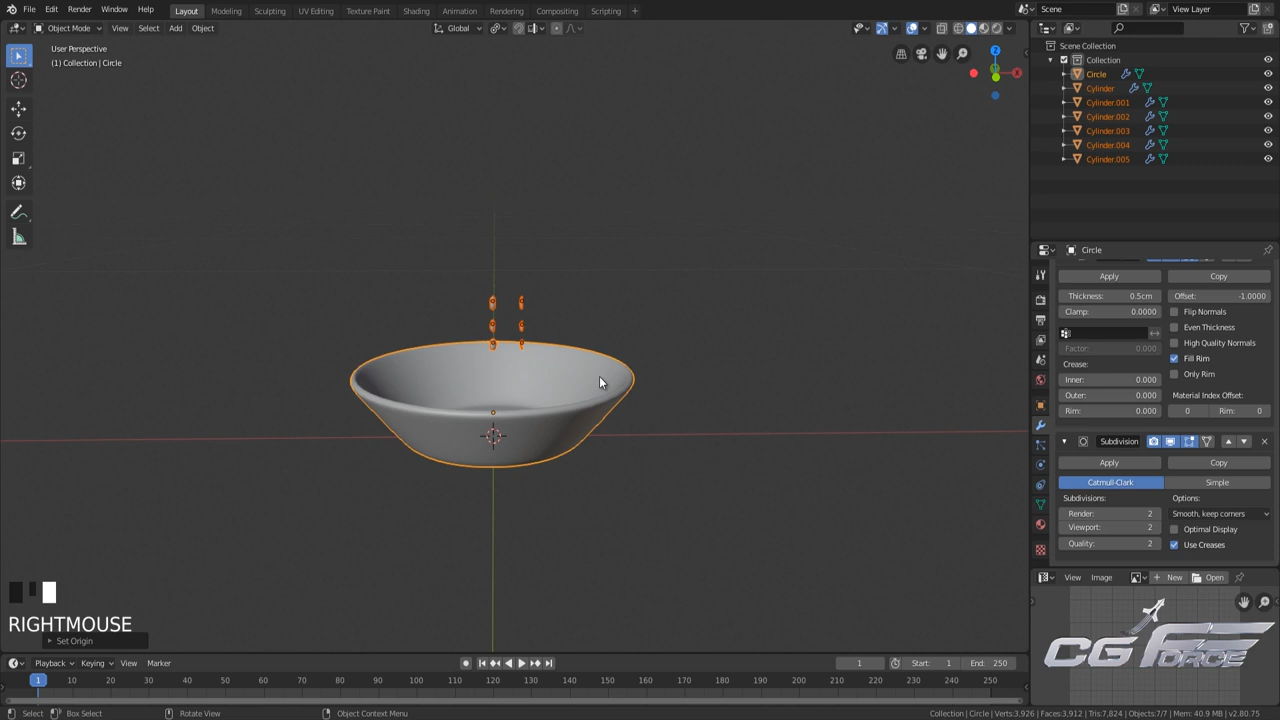 File Edit Render Window Help Layout Modeling Sculpting UV Editing Texture Paint Shading Animation Rendering Compositing Scripting + Scene View Layer
Object Mode View Select Add Object Global
User Perspective
(1) Collection | Circle
X
Z
Scene Collection
Collection
Circle
Cylinder
Cylinder.001
Cylinder.002
Cylinder.003
Cylinder.004
Cylinder.005
Circle
Apply Copy
Thickness: 0.5cm Offset: -1.0000
Clamp: 0.0000 Flip Normals
Even Thickness
Factor: 0.000 High Quality Normals
Crease: Fill Rim
Inner: 0.000 Only Rim
Outer: 0.000 Material Index Offset:
Rim: 0.000 0 Rim: 0
Subdivision
Apply Copy
Catmull-Clark Simple
Subdivisions: Options:
Render: 2 Smooth, keep corners
Viewport: 2 Optimal Display
Quality: 2 Use Creases
View Image New Open
CG Force
RIGHTMOUSE
Set Origin
Playback Keying View Marker 1 Start: 1 End: 250
1 10 20 30 40 50 60 70 80 90 100 110 120 130 140 150 160 170 180 190 200 210 220 230 240 250
Select Box Select Rotate View Object Context Menu Collection | Circle | Verts:3,926 | Faces:3,912 | Tris:7,824 | Objects:7/7 | Mem: 40.9 MB | v2.80.75